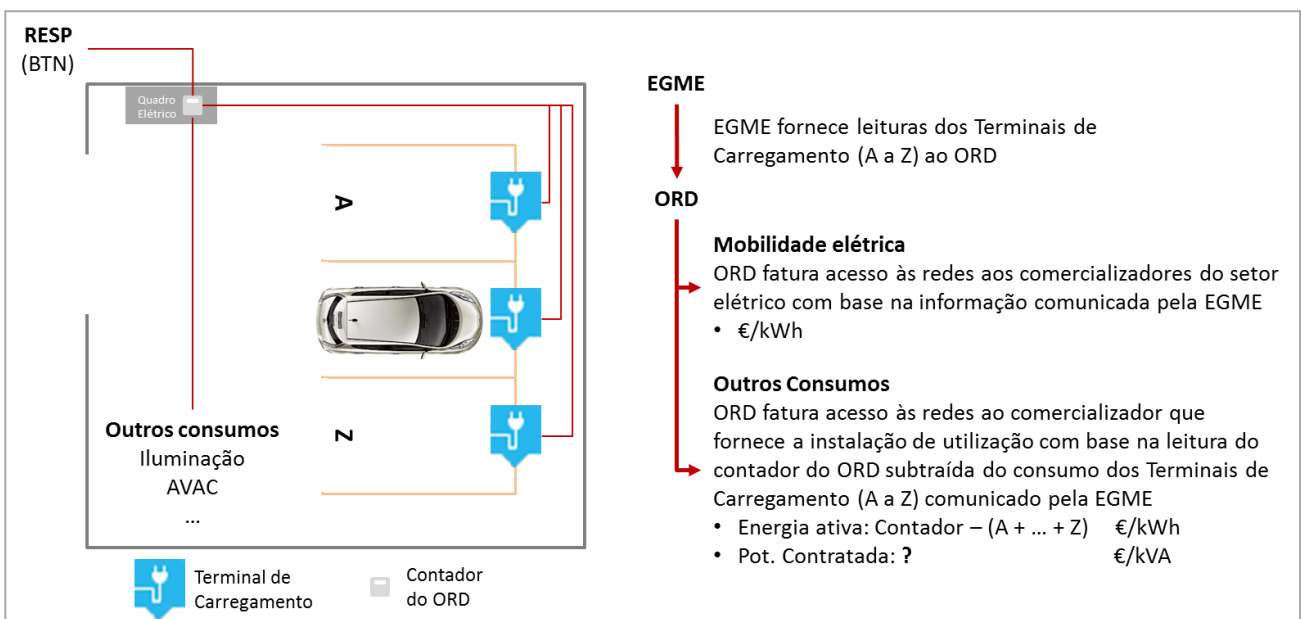 RESP
(BTN)
Quadro
Elétrico
A
Z
Outros consumos
Iluminação
AVAC
...
Terminal de
Carregamento
Contador
do ORD
EGME
EGME fornece leituras dos Terminais de
Carregamento (A a Z) ao ORD
ORD
Mobilidade elétrica
ORD fatura acesso às redes aos comercializadores do setor
elétrico com base na informação comunicada pela EGME
• €/kWh
Outros Consumos
ORD fatura acesso às redes ao comercializador que
fornece a instalação de utilização com base na leitura do
contador do ORD subtraída do consumo dos Terminais de
Carregamento (A a Z) comunicado pela EGME
• Energia ativa: Contador – (A + ... + Z) €/kWh
• Pot. Contratada: ? €/kVA